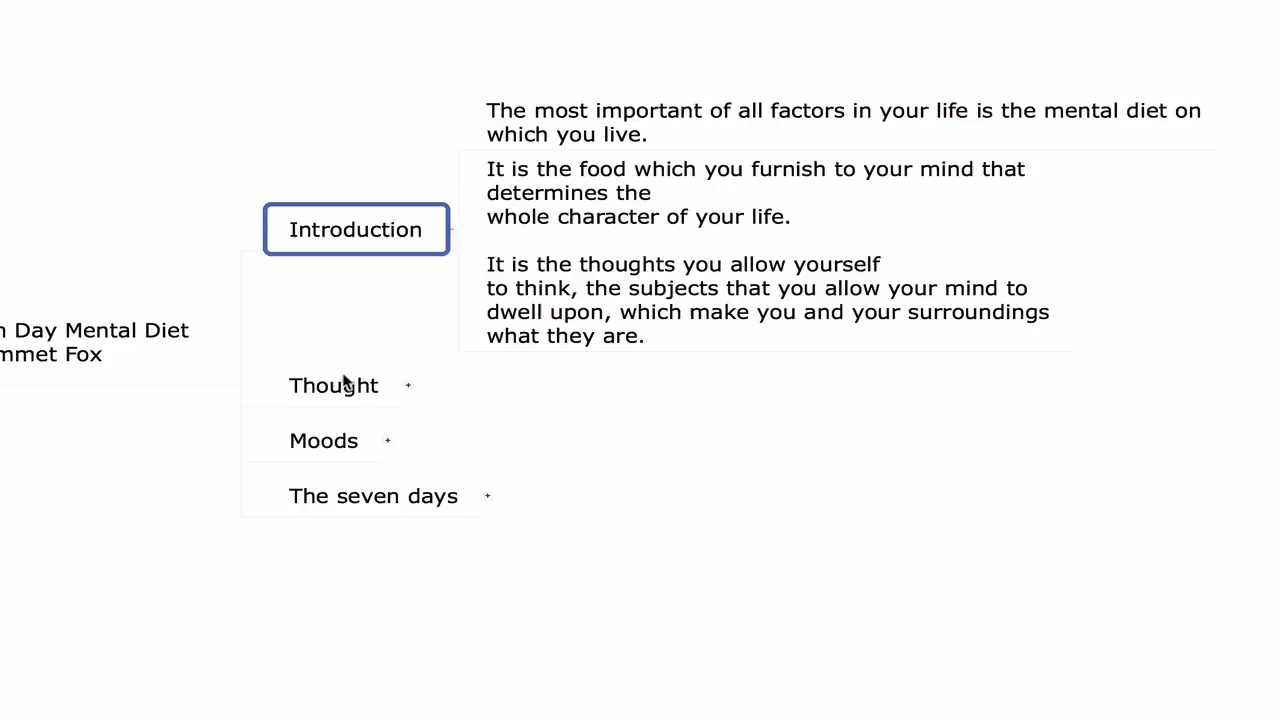 The most important of all factors in your life is the mental diet on
which you live.
It is the food which you furnish to your mind that
determines the
whole character of your life.
Introduction
It is the thoughts you allow yourself
to think, the subjects that you allow your mind to
dwell upon, which make you and your surroundings
what they are.
Day Mental Diet
mmet Fox
Thought
Moods
The seven days